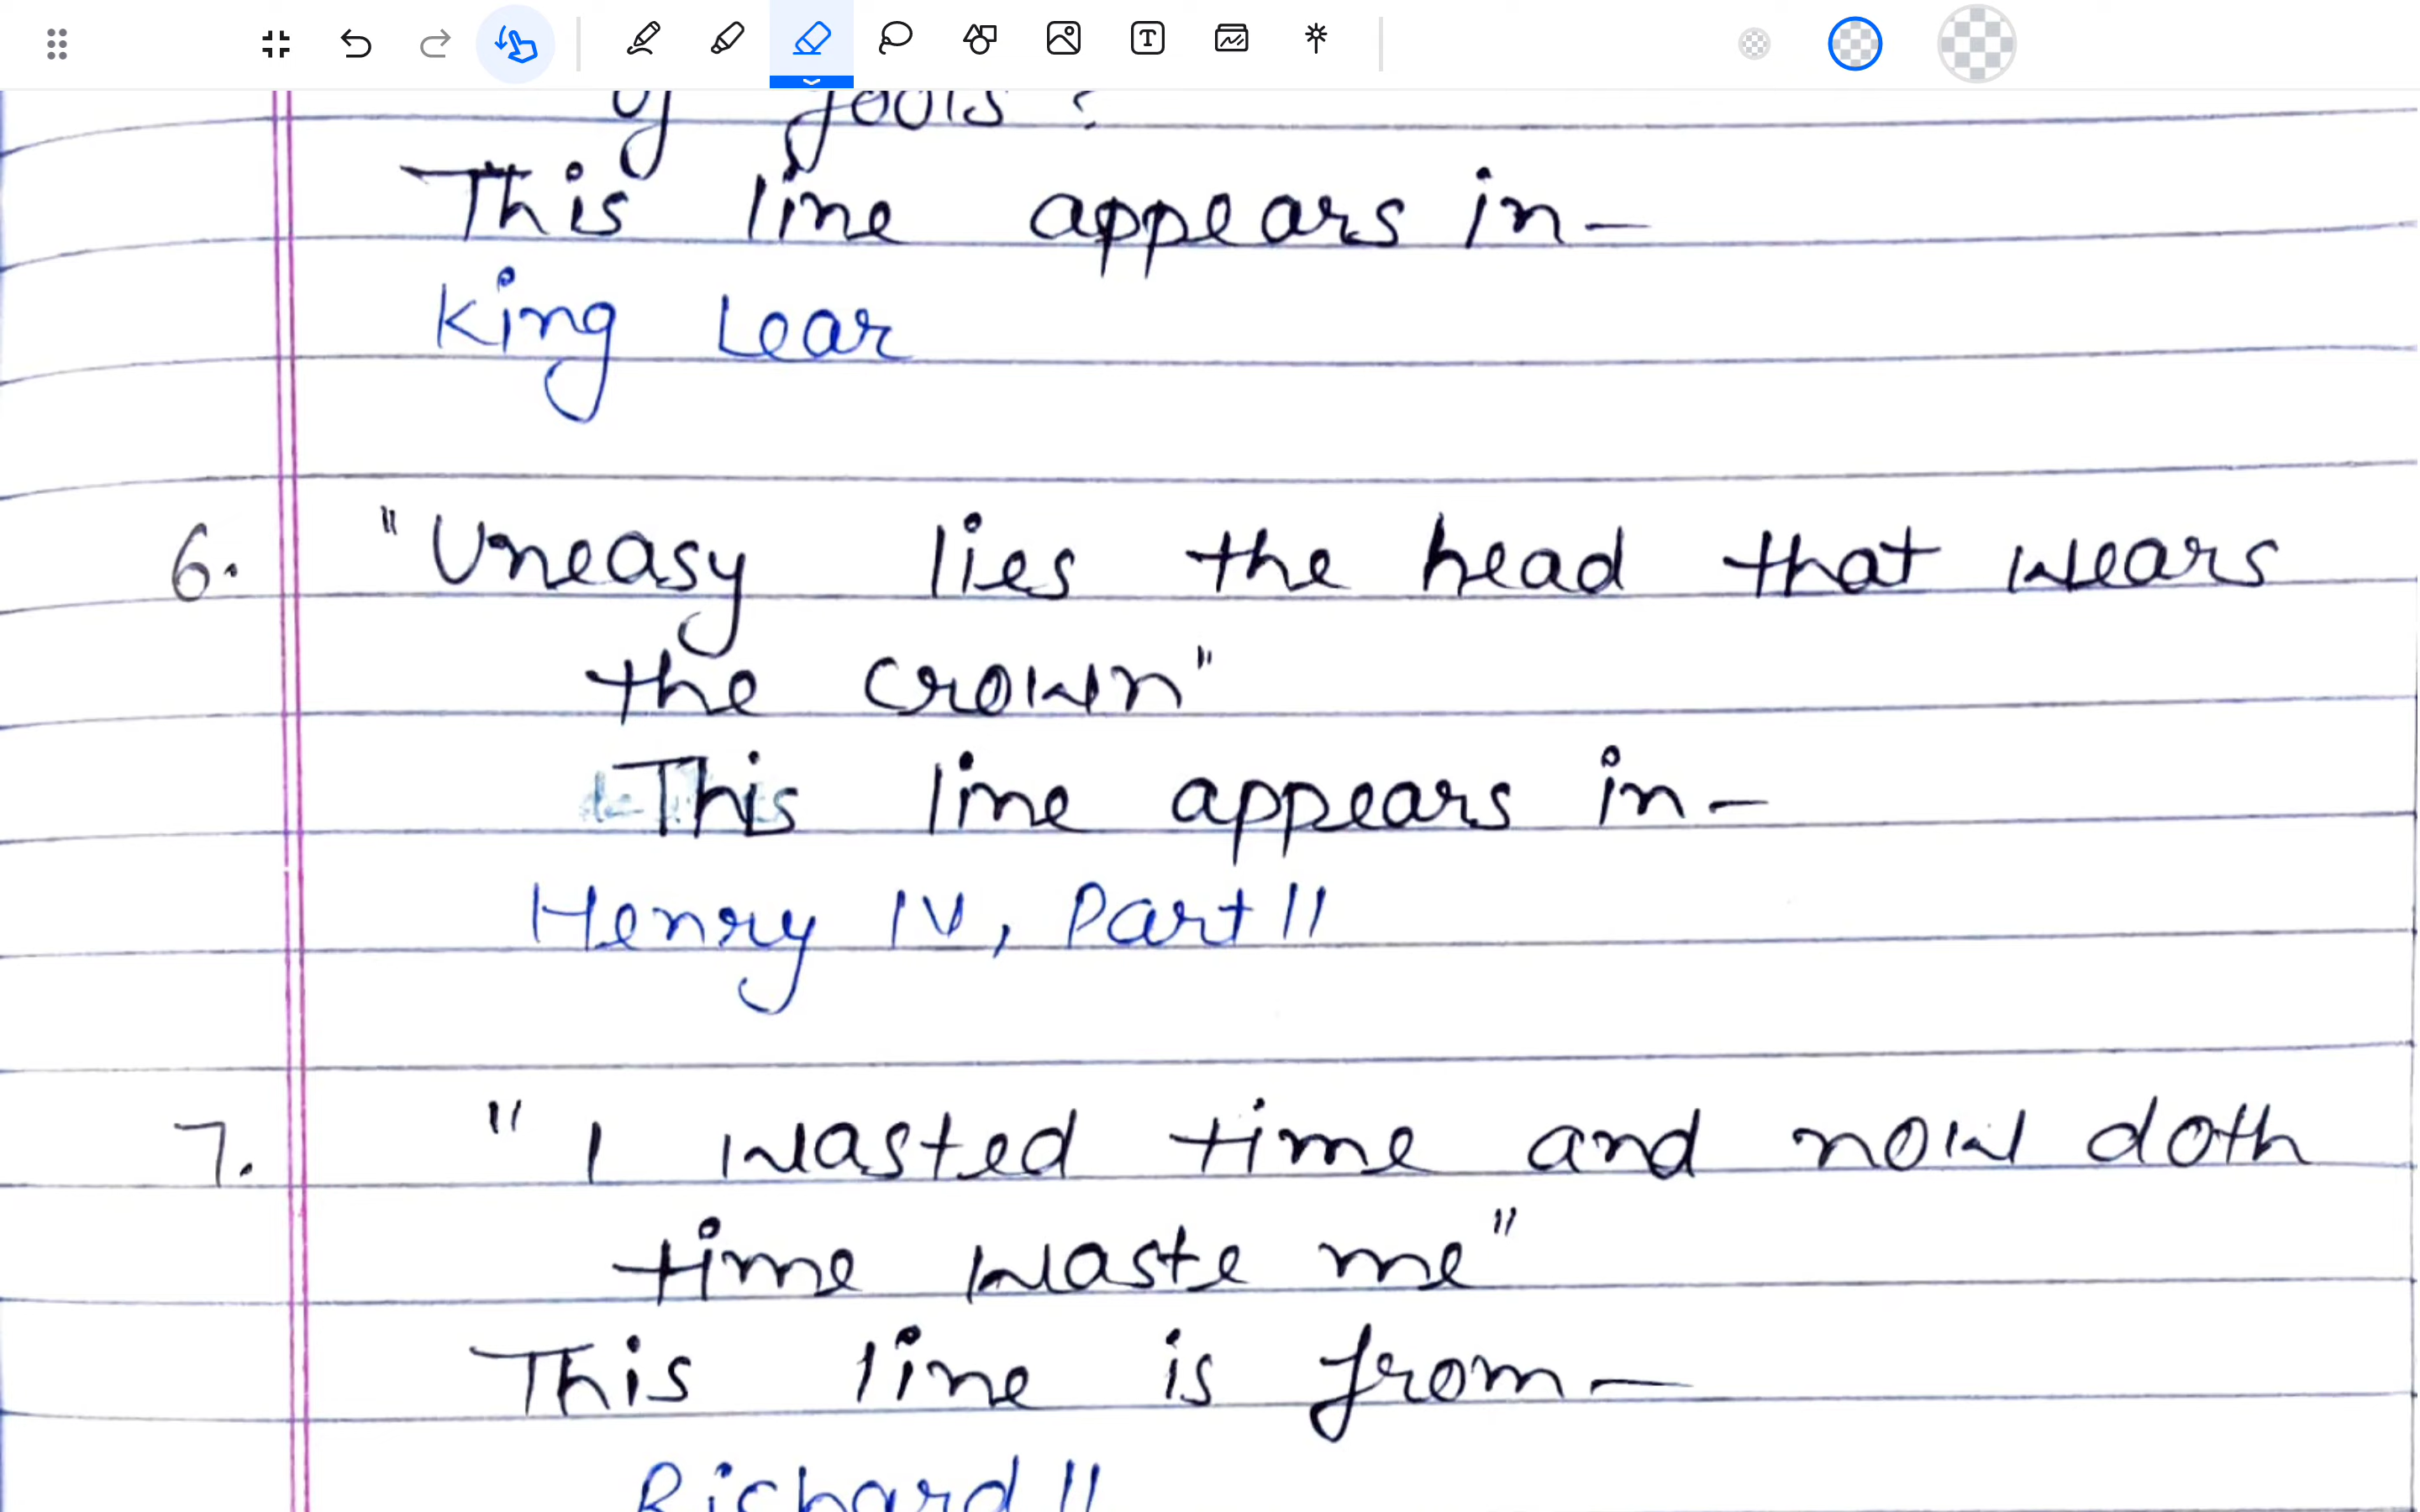 of fools :
This line appears in-
King Lear
6. "Uneasy lies the head that wears
the crown"
This line appears in-
Henry IV, Part II
7. "I wasted time and now doth
time waste me"
This line is from-
Richard II